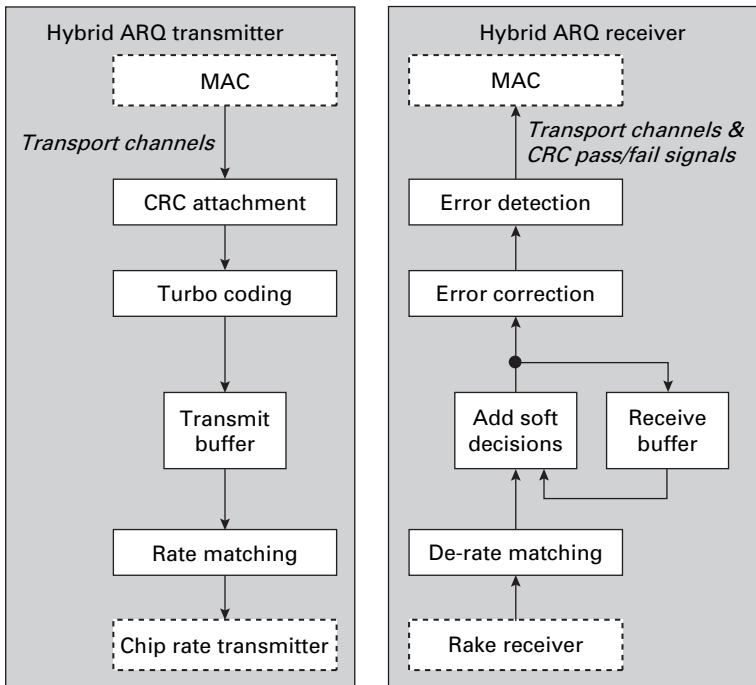 Hybrid ARQ transmitter
MAC
Transport channels
CRC attachment
Turbo coding
Transmit
buffer
Rate matching
Chip rate transmitter
Hybrid ARQ receiver
MAC
Transport channels &
CRC pass/fail signals
Error detection
Error correction
Add soft
decisions
Receive
buffer
De-rate matching
Rake receiver